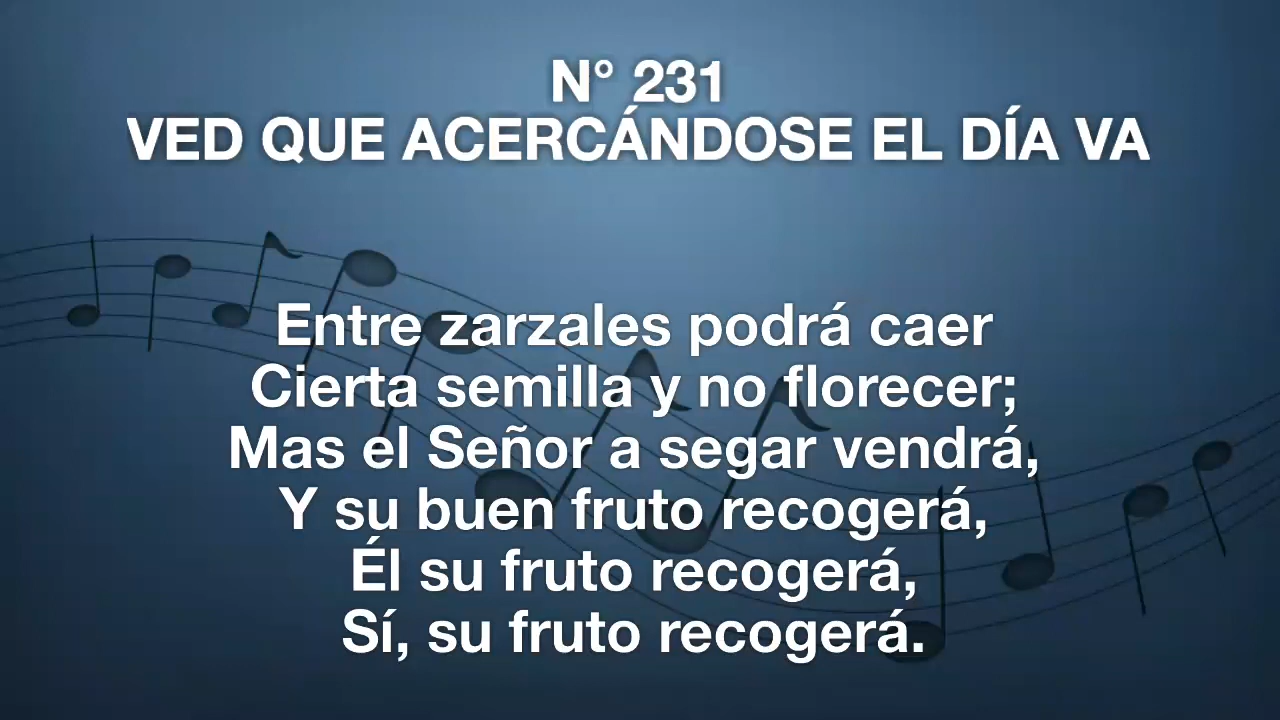 N° 231
VED QUE ACERCÁNDOSE EL DÍA VA
Entre zarzales podrá caer
Cierta semilla y no florecer;
Mas el Señor a segar vendrá,
Y su buen fruto recogerá,
Él su fruto recogerá,
Sí, su fruto recogerá.